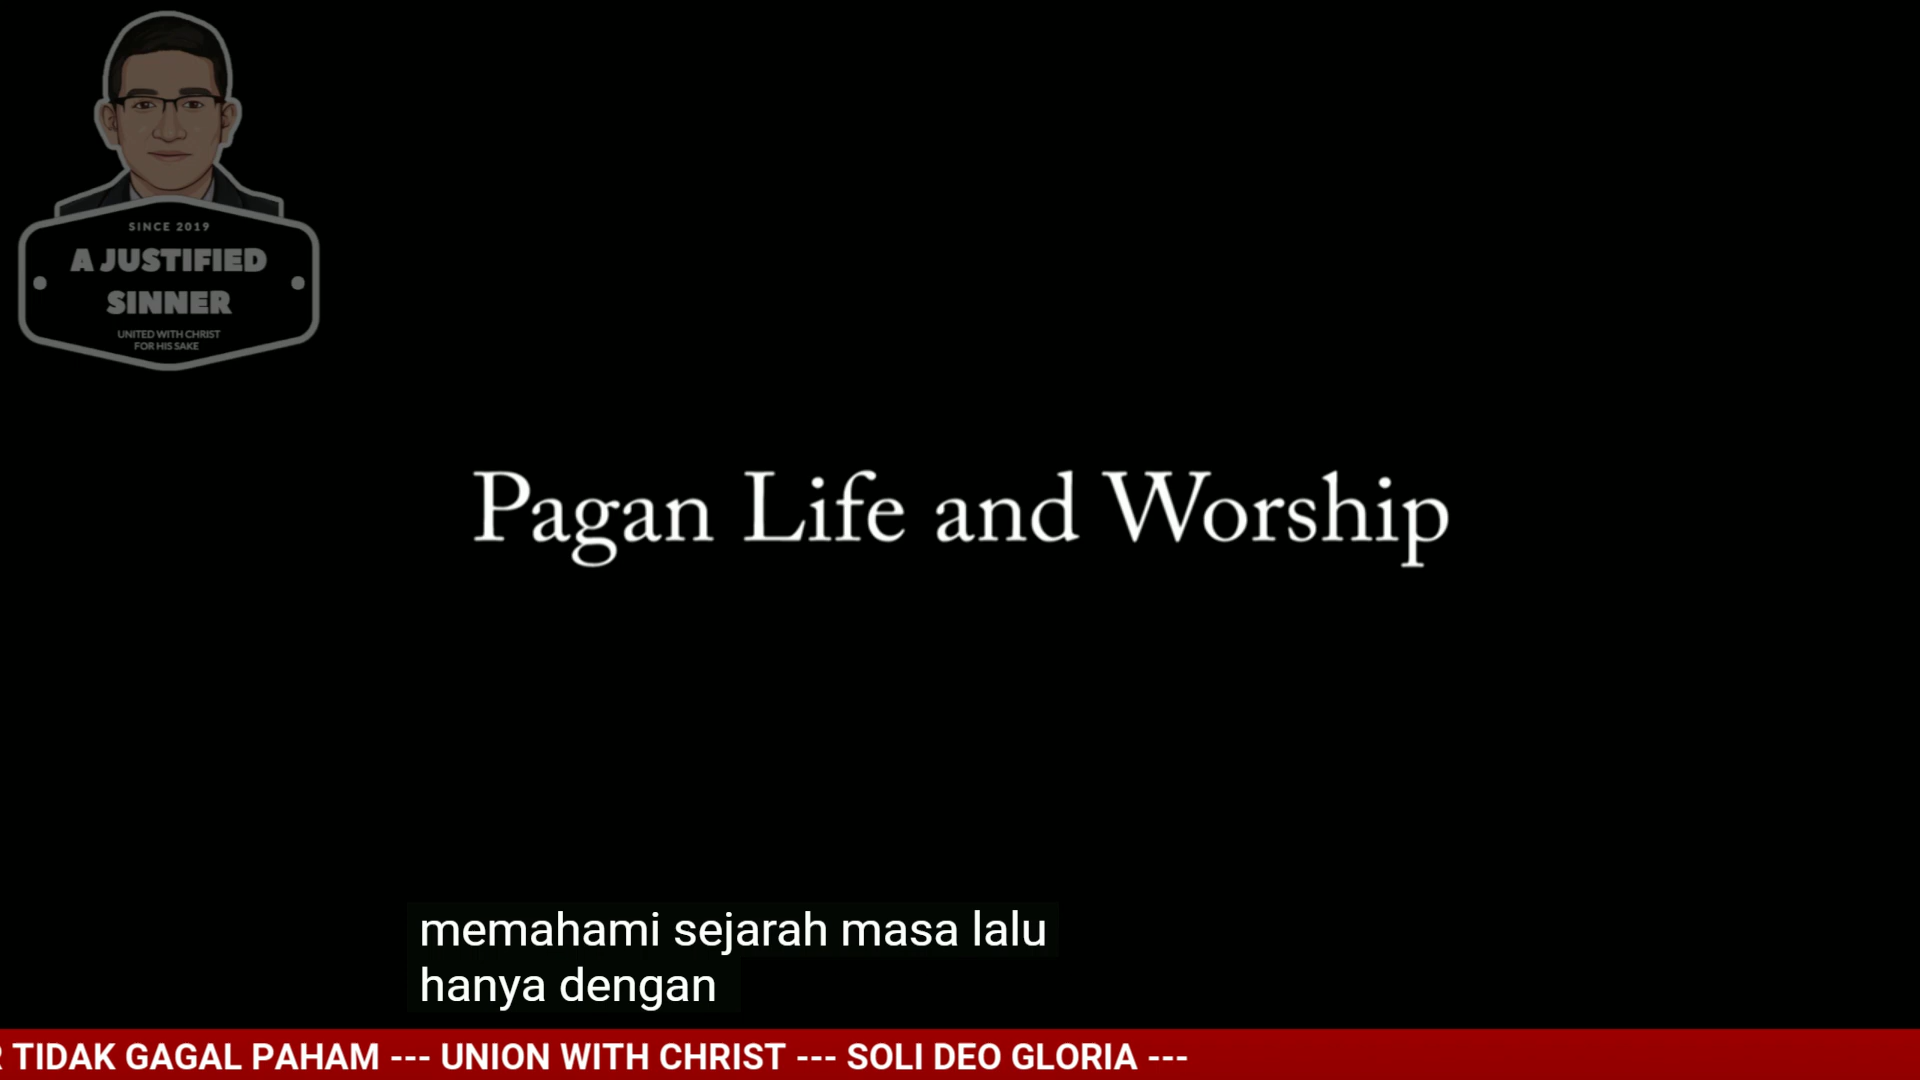 SINCE 2019
A JUSTIFIED
SINNER
UNITED WITH CHRIST
FOR HIS SAKE
Pagan Life and Worship
memahami sejarah masa lalu
hanya dengan
TIDAK GAGAL PAHAM --- UNION WITH CHRIST --- SOLI DEO GLORIA ---